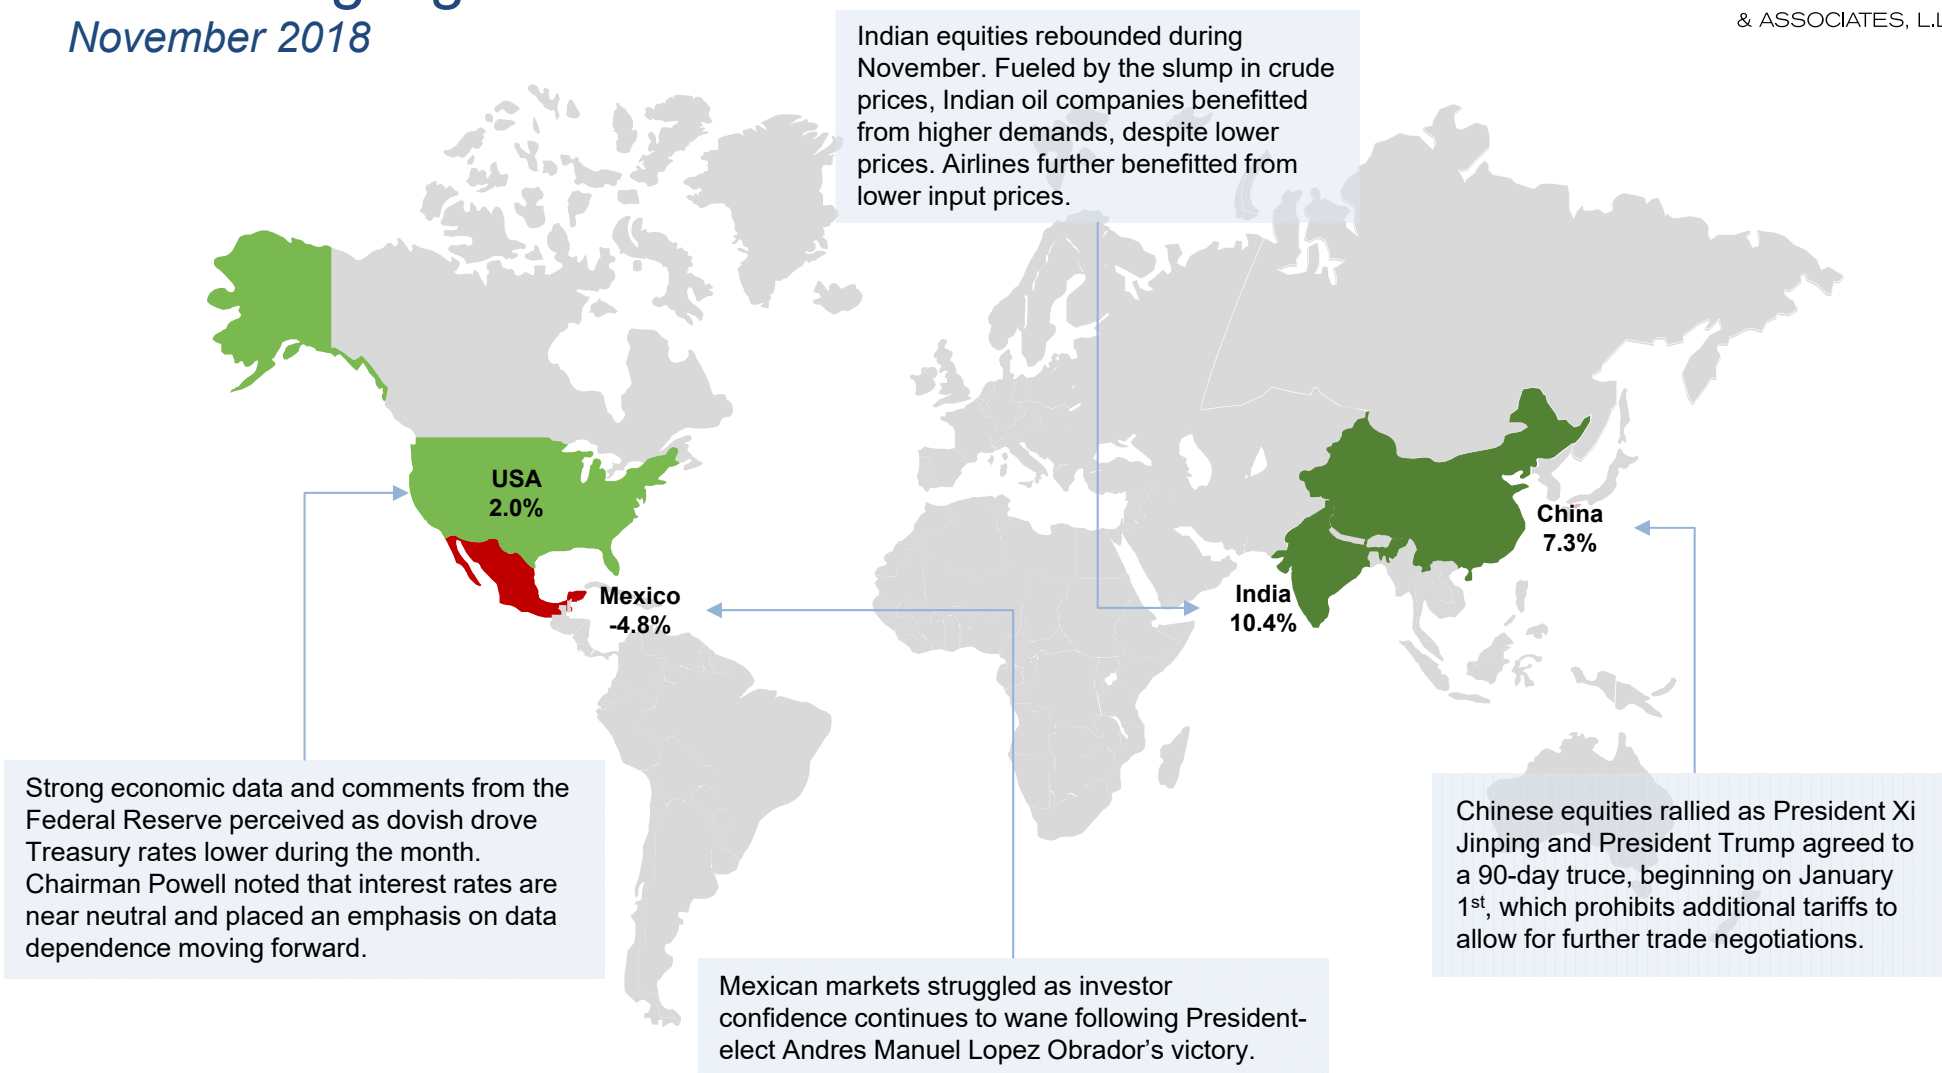 November 2018
& ASSOCIATES, L.L
Indian equities rebounded during
November. Fueled by the slump in crude
prices, Indian oil companies benefitted
from higher demands, despite lower
prices. Airlines further benefitted from
lower input prices.
USA
2.0%
China
7.3%
Mexico
-4.8%
India
10.4%
Strong economic data and comments from the
Federal Reserve perceived as dovish drove
Treasury rates lower during the month.
Chairman Powell noted that interest rates are
near neutral and placed an emphasis on data
dependence moving forward.
Chinese equities rallied as President Xi
Jinping and President Trump agreed to
a 90-day truce, beginning on January
1st, which prohibits additional tariffs to
allow for further trade negotiations.
Mexican markets struggled as investor
confidence continues to wane following President-
elect Andres Manuel Lopez Obrador’s victory.